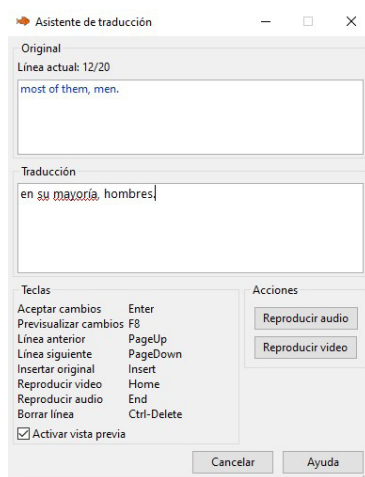 Asistente de traducción
Original
Línea actual: 12/20
most of them, men.
Traducción
en su mayoría, hombres.
Teclas
Aceptar cambios Enter
Previsualizar cambios F8
Línea anterior PageUp
Línea siguiente PageDown
Insertar original Insert
Reproducir video Home
Reproducir audio End
Borrar línea Ctrl-Delete
Activar vista previa
Acciones
Reproducir audio
Reproducir video
Cancelar
Ayuda